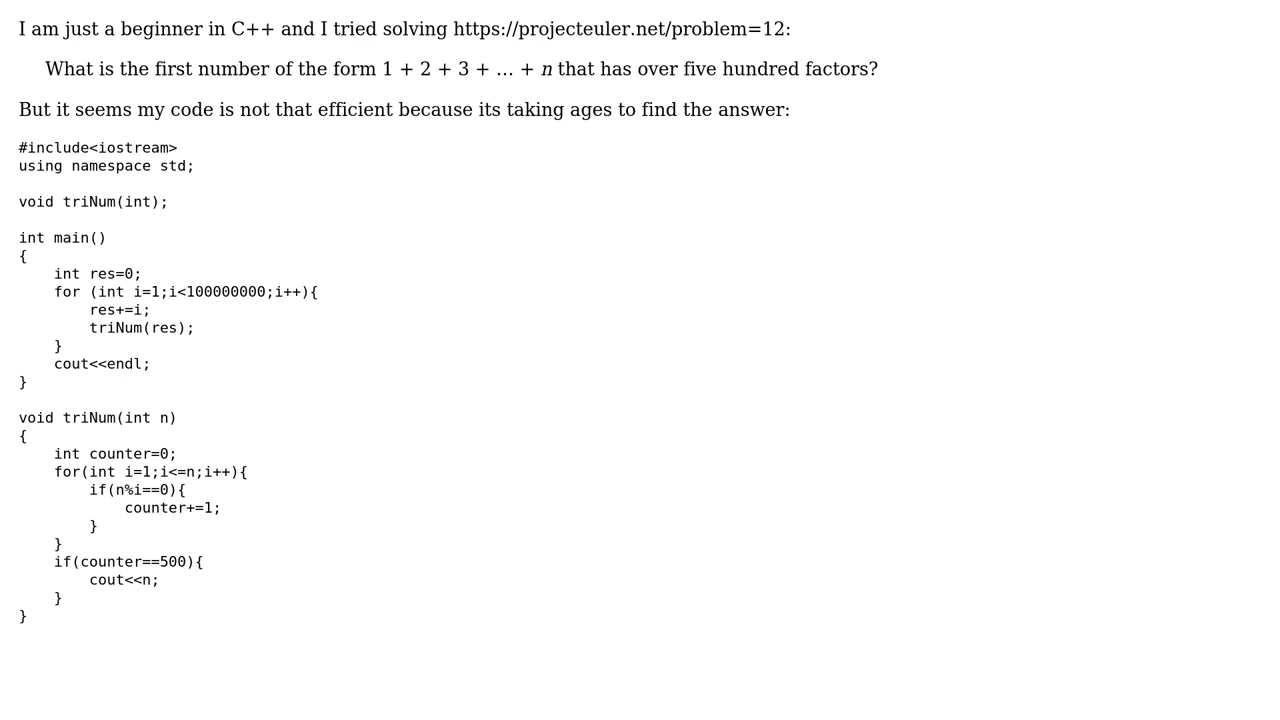 I am just a beginner in C++ and I tried solving https://projecteuler.net/problem=12:
What is the first number of the form 1 + 2 + 3 + ... + n that has over five hundred factors?
But it seems my code is not that efficient because its taking ages to find the answer:
#include<iostream>
using namespace std;

void triNum(int);

int main()
{
    int res=0;
    for (int i=1;i<100000000;i++){
        res+=i;
        triNum(res);
    }
    cout<<endl;
}

void triNum(int n)
{
    int counter=0;
    for(int i=1;i<=n;i++){
        if(n%i==0){
            counter+=1;
        }
    }
    if(counter==500){
        cout<<n;
    }
}